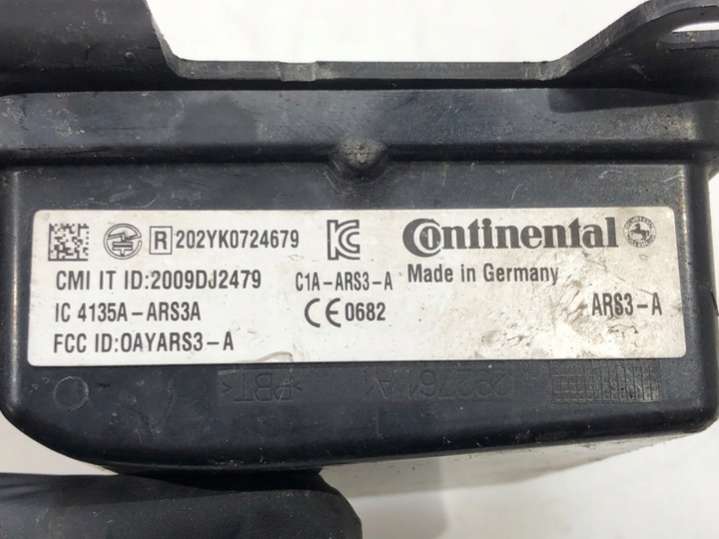 R 202YK0724679
Continental
CMI IT ID:2009DJ2479
C1A-ARS3-A
Made in Germany
IC 4135A-ARS3A
CE 0682
ARS3-A
FCC ID:OAYARS3-A
>PBT<